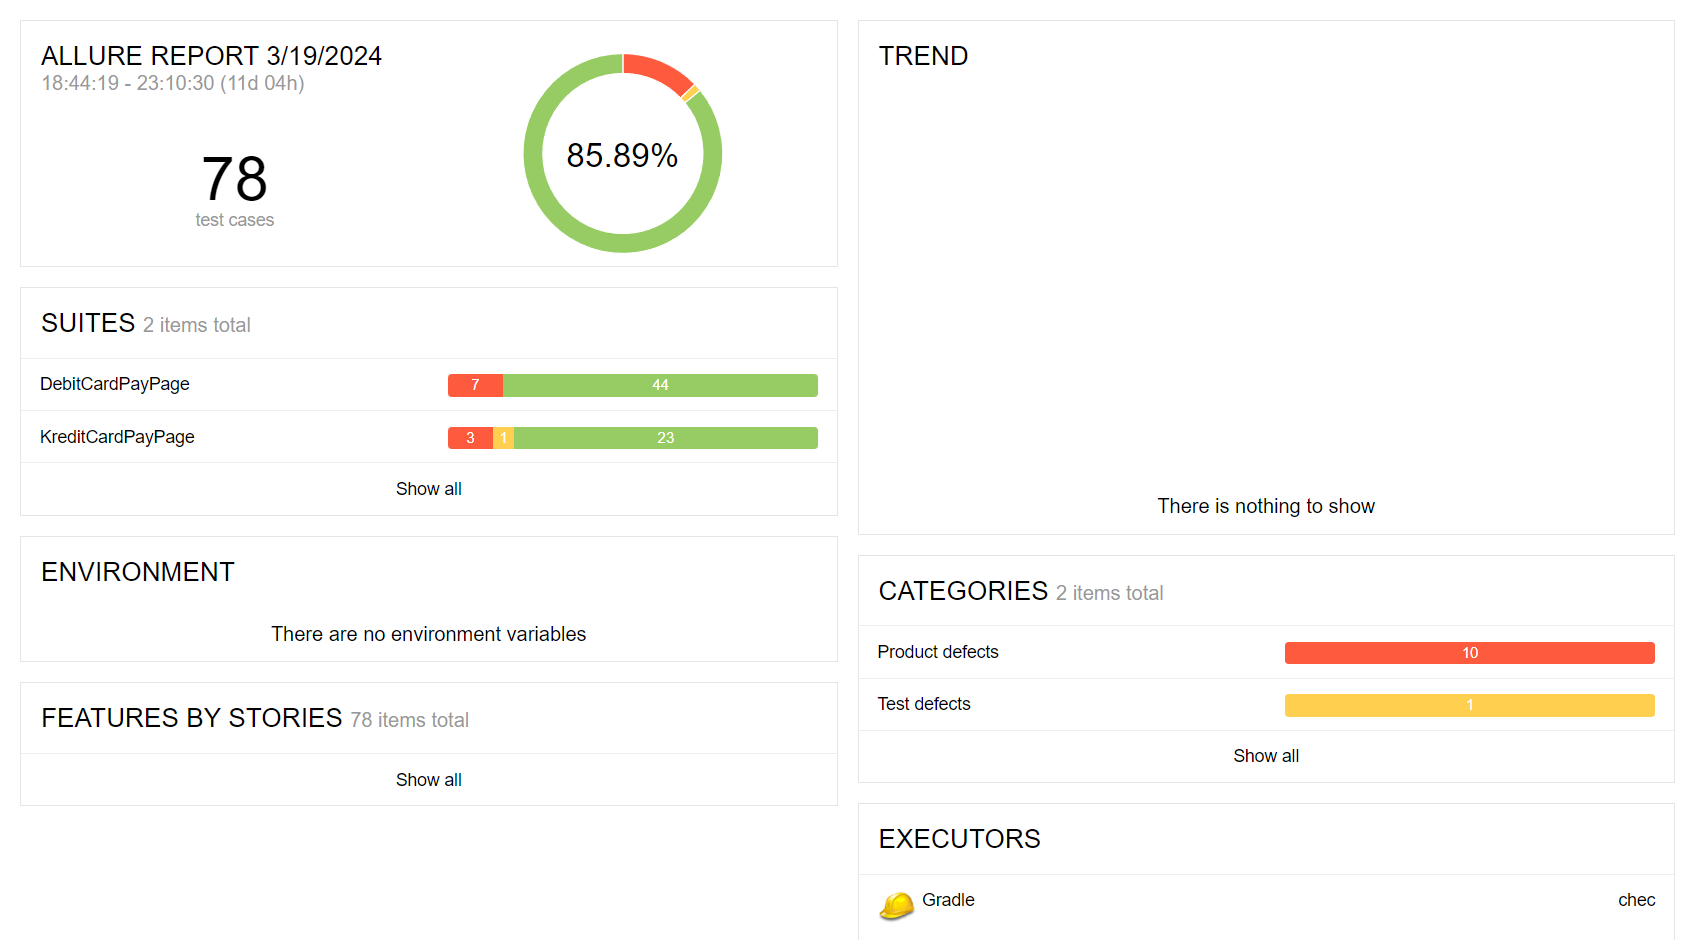 ALLURE REPORT 3/19/2024
18:44:19 - 23:10:30 (11d 04h)
78
test cases
85.89%
SUITES 2 items total
DebitCardPayPage 7 44
KreditCardPayPage 3 1 23
Show all
ENVIRONMENT
There are no environment variables
FEATURES BY STORIES 78 items total
Show all
TREND
There is nothing to show
CATEGORIES 2 items total
Product defects 10
Test defects 1
Show all
EXECUTORS
Gradle chec